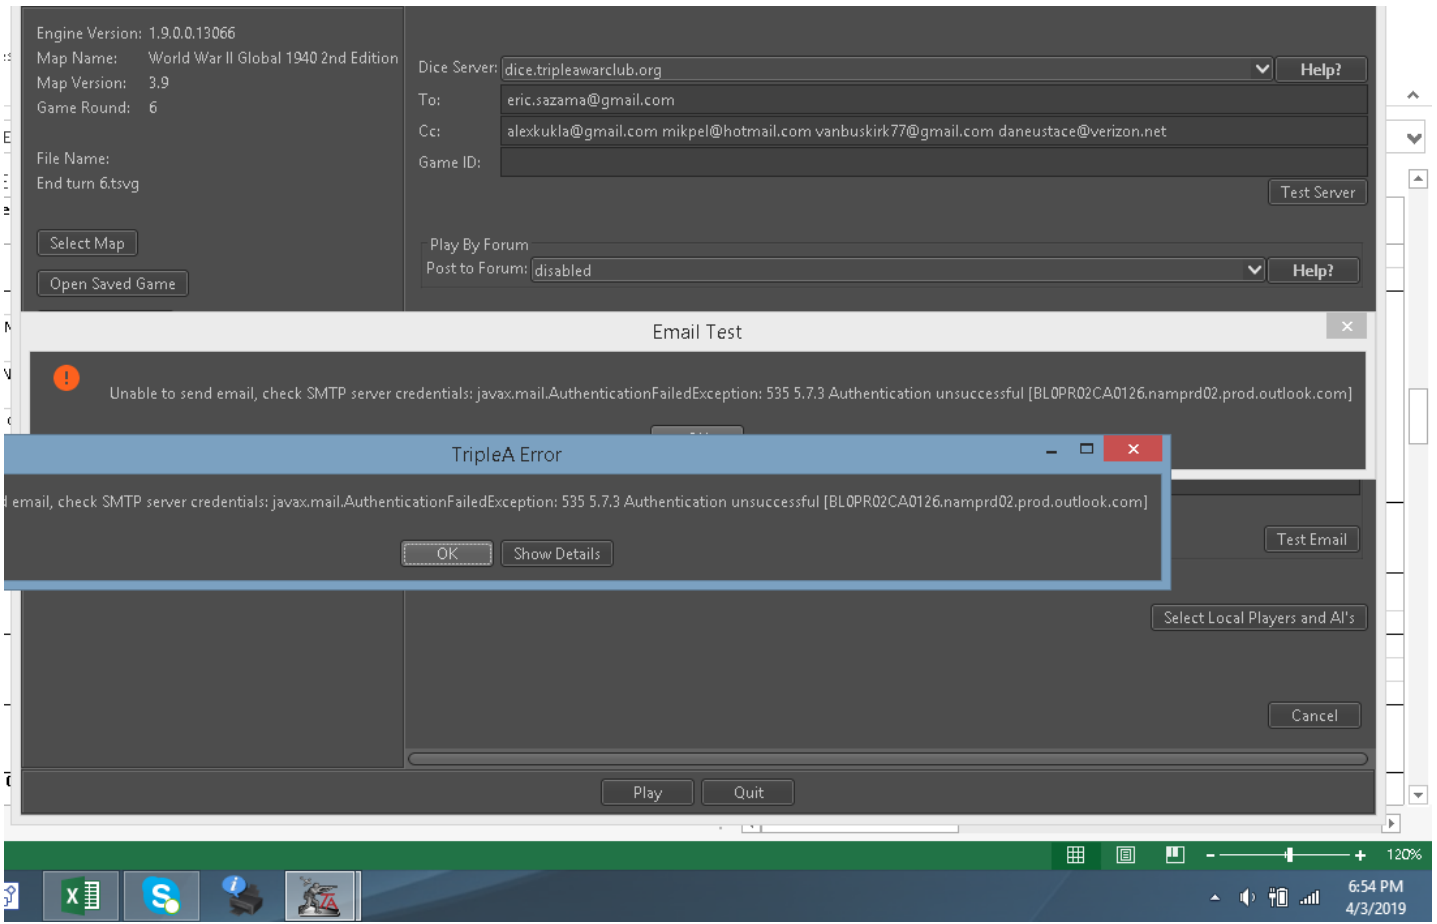 Engine Version: 1.9.0.0.13066
Map Name: World War II Global 1940 2nd Edition
Map Version: 3.9
Game Round: 6
File Name:
End turn 6.tsvg
Select Map
Open Saved Game
Dice Server: dice.tripleawarclub.org Help?
To: eric.sazama@gmail.com
Cc: alexkukla@gmail.com mikpel@hotmail.com vanbuskirk77@gmail.com daneustace@verizon.net
Game ID:
Test Server
Play By Forum
Post to Forum: disabled Help?
Email Test
Unable to send email, check SMTP server credentials: javax.mail.AuthenticationFailedException: 535 5.7.3 Authentication unsuccessful [BL0PR02CA0126.namprd02.prod.outlook.com]
TripleA Error
email, check SMTP server credentials: javax.mail.AuthenticationFailedException: 535 5.7.3 Authentication unsuccessful [BL0PR02CA0126.namprd02.prod.outlook.com]
OK Show Details
Test Email
Select Local Players and AI's
Cancel
Play Quit
120%
6:54 PM
4/3/2019